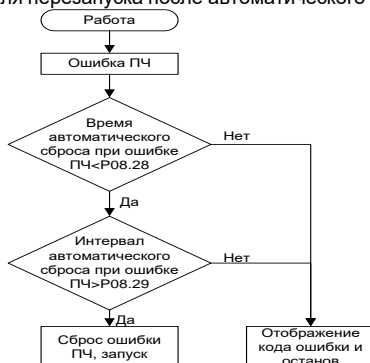 ля перезапуска после автоматического
Работа
Ошибка ПЧ
Время
автоматического
сброса при ошибке
ПЧ<P08.28
Нет
Да
Интервал
автоматического
сброса при ошибке
ПЧ>P08.29
Нет
Да
Сброс ошибки
ПЧ, запуск
Отображение
кода ошибки и
останов